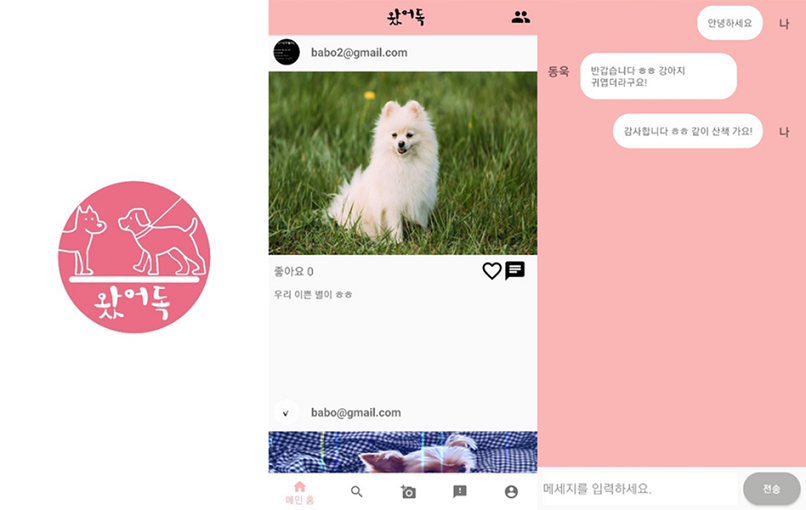 왔어독
왔어독
babo2@gmail.com
좋아요 0
우리 이쁜 별이 ㅎㅎ
babo@gmail.com
메인 홈
안녕하세요
나
동욱
반갑습니다 ㅎㅎ 강아지
귀엽더라구요!
감사합니다 ㅎㅎ 같이 산책 가요!
나
메세지를 입력하세요.
전송